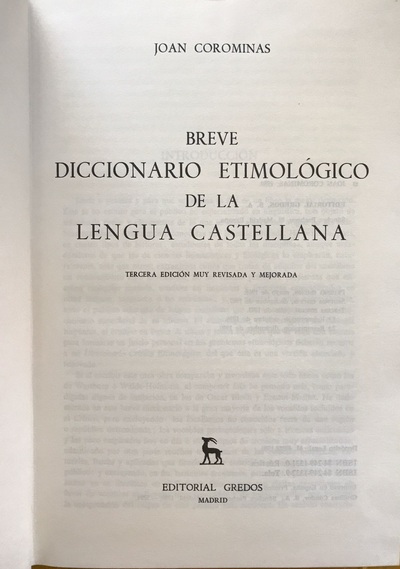 JOAN COROMINAS
BREVE
DICCIONARIO ETIMOLÓGICO
DE LA
LENGUA CASTELLANA
TERCERA EDICIÓN MUY REVISADA Y MEJORADA
EDITORIAL GREDOS
MADRID